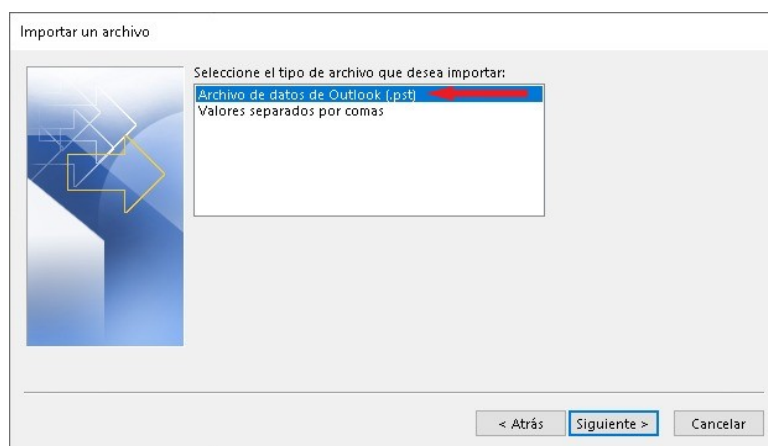 Importar un archivo
Seleccione el tipo de archivo que desea importar:
Archivo de datos de Outlook (.pst)
Valores separados por comas
< Atrás
Siguiente >
Cancelar